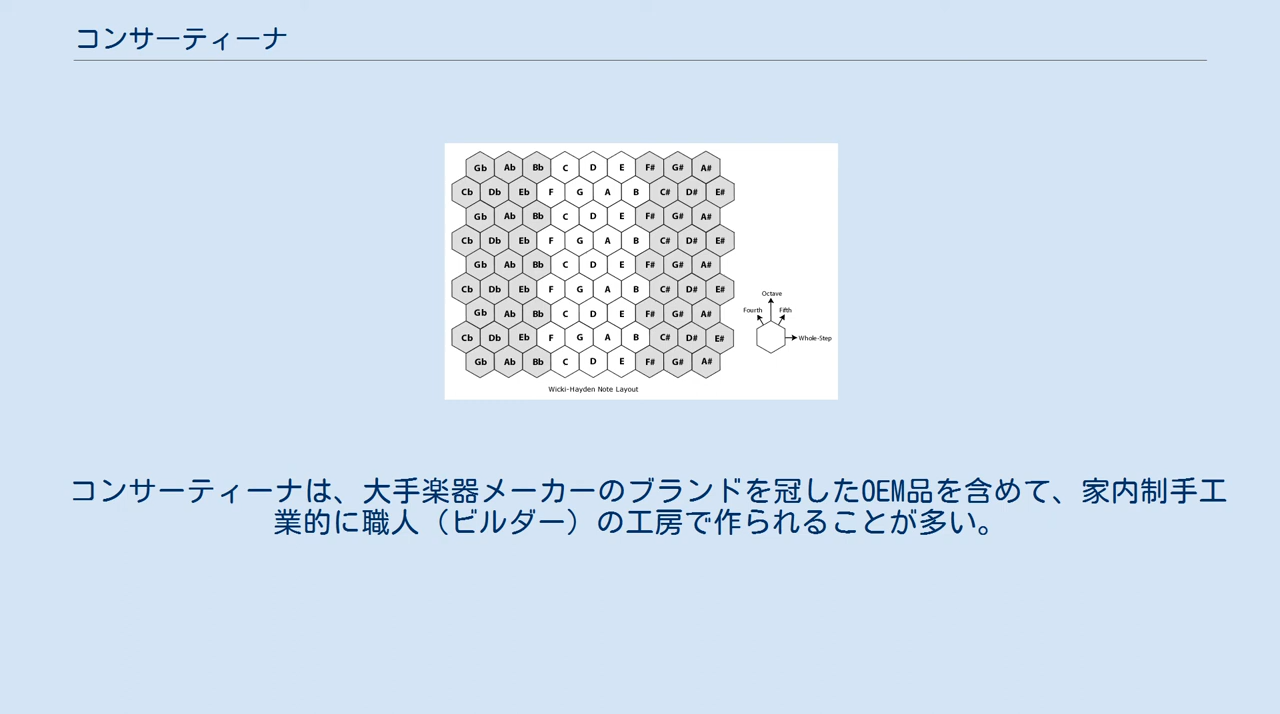 コンサーティーナ
Gb Ab Bb C D E F# G# A#
Cb Db Eb F G A B C# D# E#
Gb Ab Bb C D E F# G# A#
Cb Db Eb F G A B C# D# E#
Gb Ab Bb C D E F# G# A#
Cb Db Eb F G A B C# D# E#
Gb Ab Bb C D E F# G# A#
Cb Db Eb F G A B C# D# E#
Gb Ab Bb C D E F# G# A#
Octave
Fourth Fifth
Whole-Step
Wicki-Hayden Note Layout
コンサーティーナは、大手楽器メーカーのブランドを冠したOEM品を含めて、家内制手工
業的に職人（ビルダー）の工房で作られることが多い。